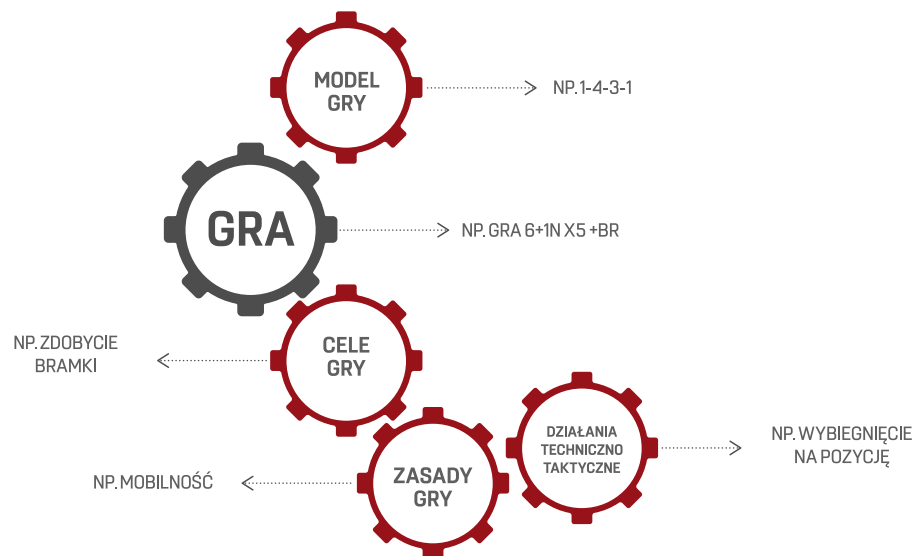 MODEL
GRY
NP. 1-4-3-1
GRA
NP. GRA 6+1N X5 +BR
NP. ZDOBYCIE
BRAMKI
CELE
GRY
DZIAŁANIA
TECHNICZNO
TAKTYCZNE
NP. WYBIEGNIĘCIE
NA POZYCJĘ
NP. MOBILNOŚĆ
ZASADY
GRY